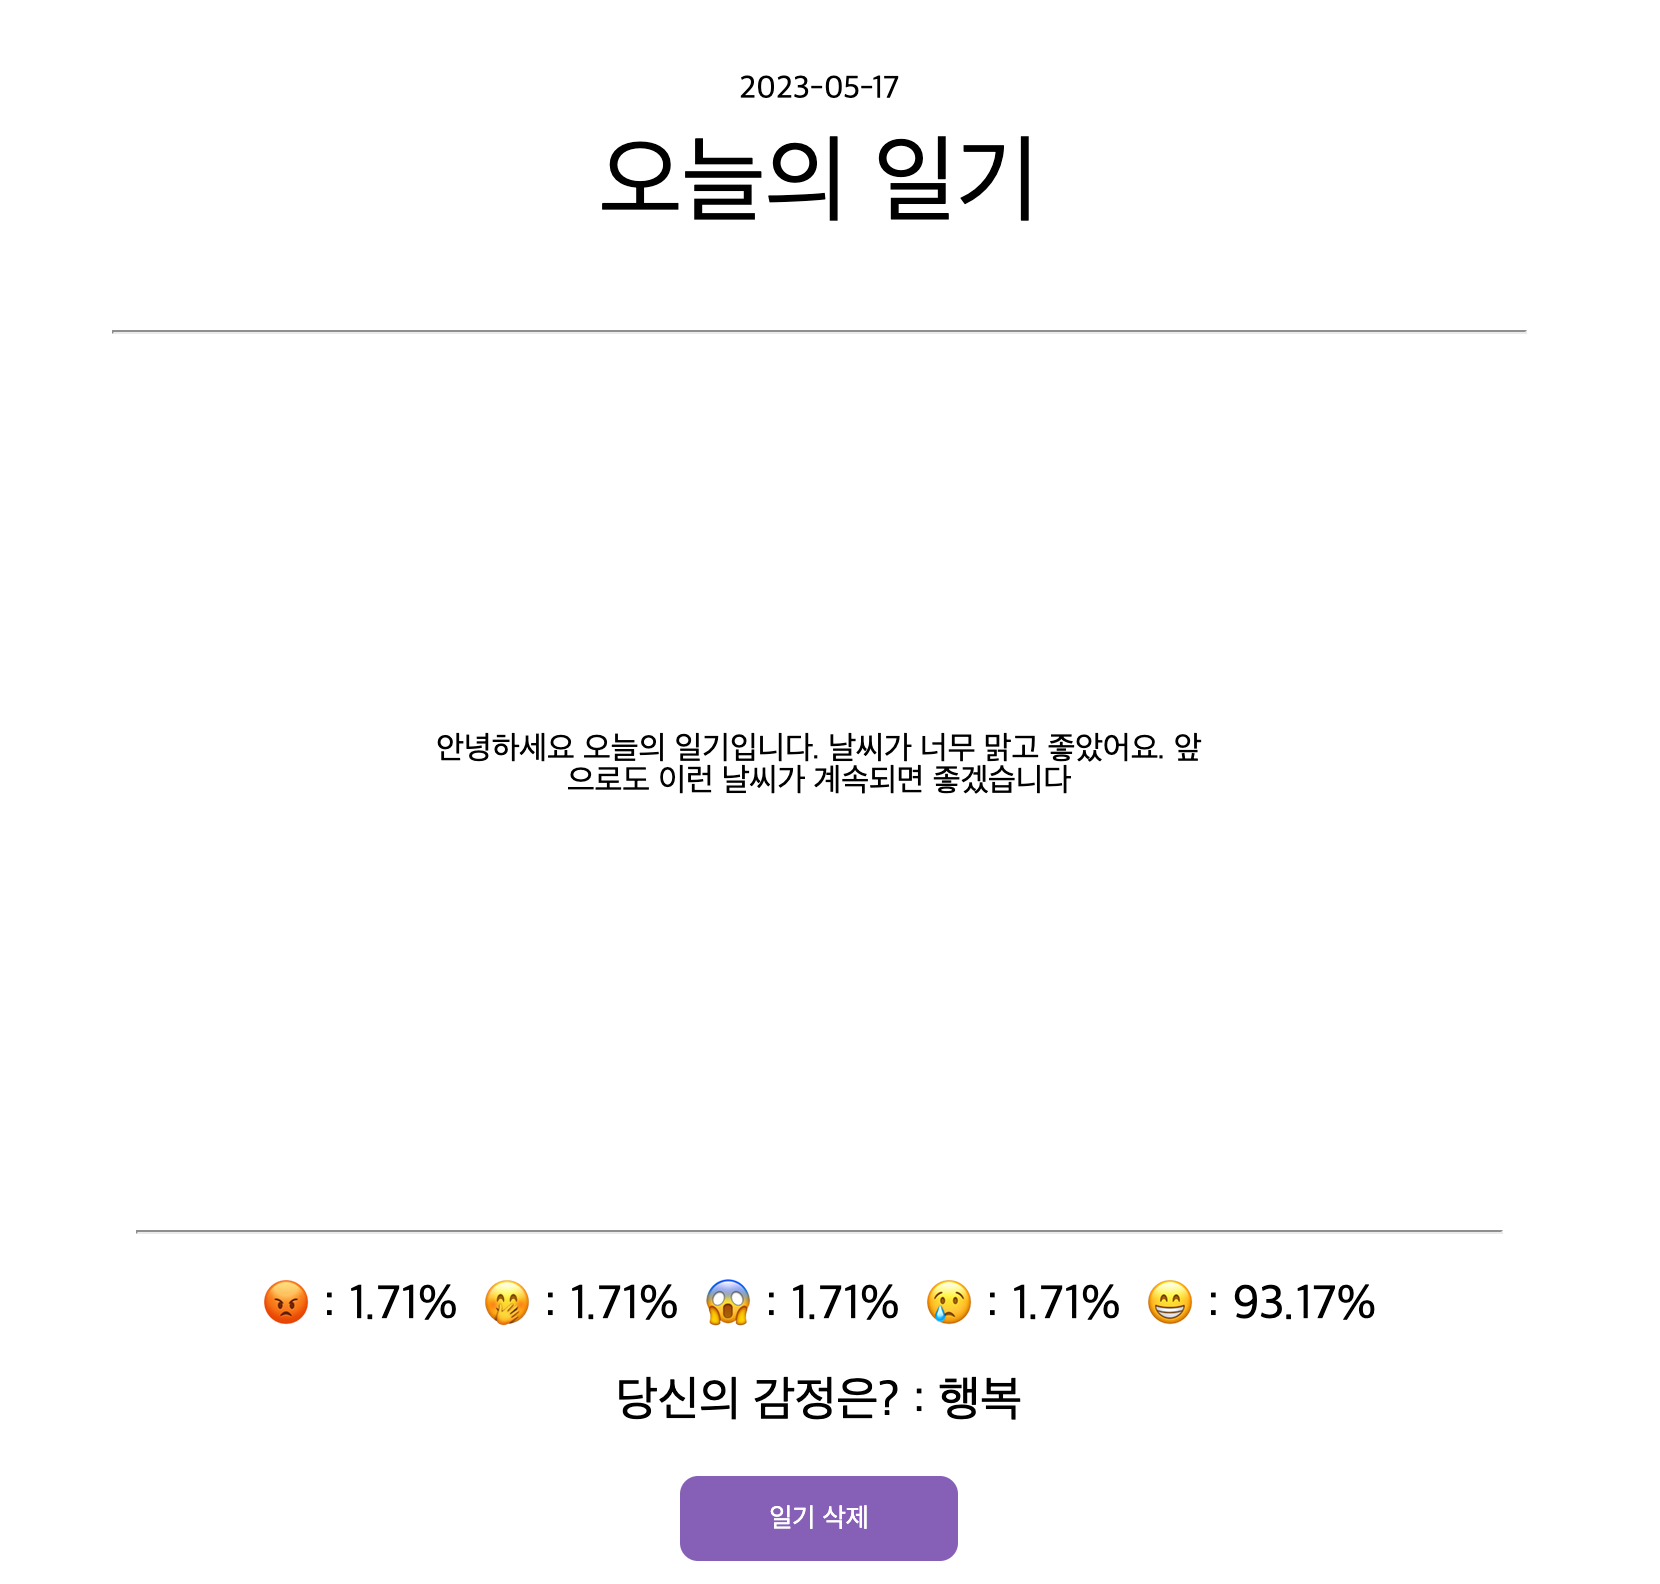 2023-05-17
오늘의 일기
안녕하세요 오늘의 일기입니다. 날씨가 너무 맑고 좋았어요. 앞
으로도 이런 날씨가 계속되면 좋겠습니다
😡 : 1.71% 🤭 : 1.71% 😱 : 1.71% 😢 : 1.71% 😁 : 93.17%
당신의 감정은? : 행복
일기 삭제